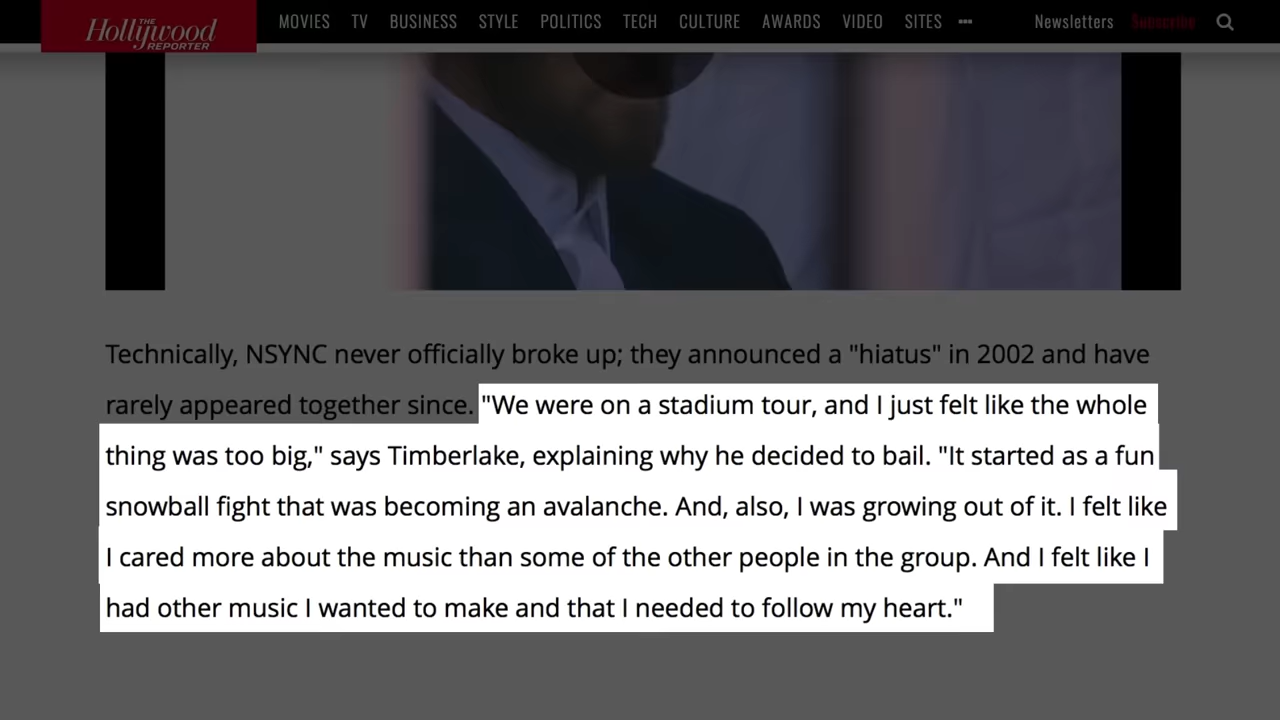 THE
Hollywood
REPORTER
MOVIES TV BUSINESS STYLE POLITICS TECH CULTURE AWARDS VIDEO SITES ••• Newsletters Subscribe
Technically, NSYNC never officially broke up; they announced a "hiatus" in 2002 and have
rarely appeared together since. "We were on a stadium tour, and I just felt like the whole
thing was too big," says Timberlake, explaining why he decided to bail. "It started as a fun
snowball fight that was becoming an avalanche. And, also, I was growing out of it. I felt like
I cared more about the music than some of the other people in the group. And I felt like I
had other music I wanted to make and that I needed to follow my heart."